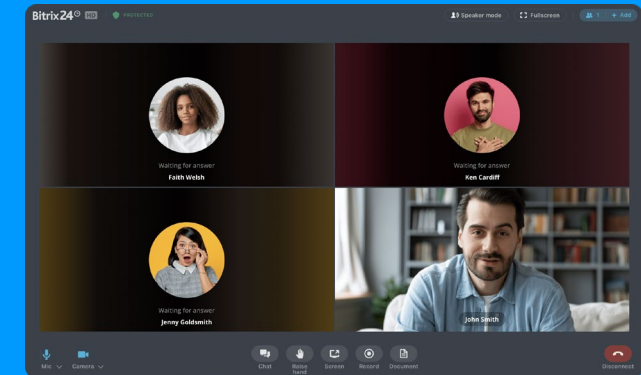 Bitrix24 HD PROTECTED Speaker mode Fullscreen 1 + Add
Waiting for answer
Faith Welsh
Waiting for answer
Ken Cardiff
Waiting for answer
Jenny Goldsmith
John Smith
Mic Camera Chat Raise hand Screen Record Document Disconnect